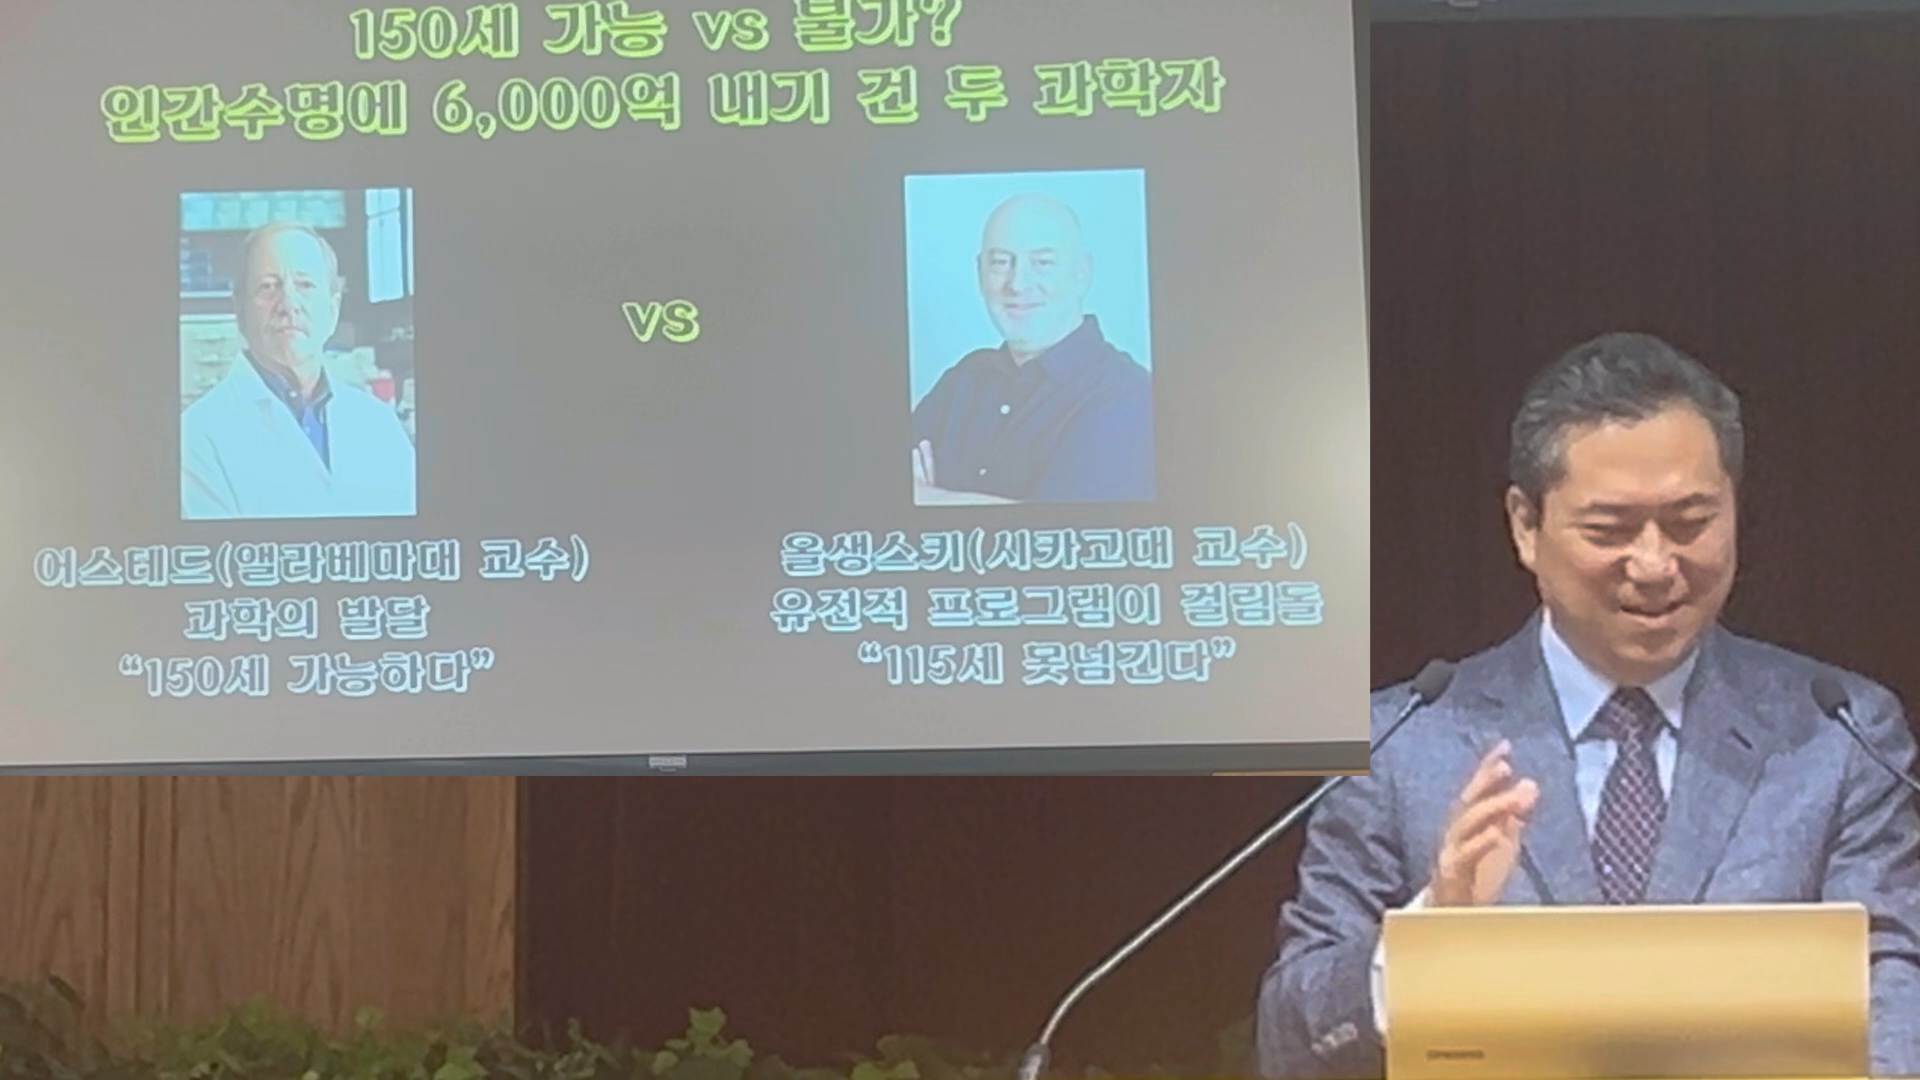 150세 가능 vs 불가?
인간수명에 6,000억 내기 건 두 과학자
vs
어스테드(앨라베마대 교수)
과학의 발달
“150세 가능하다”
올생스키(시카고대 교수)
유전적 프로그램이 걸림돌
“115세 못넘긴다”